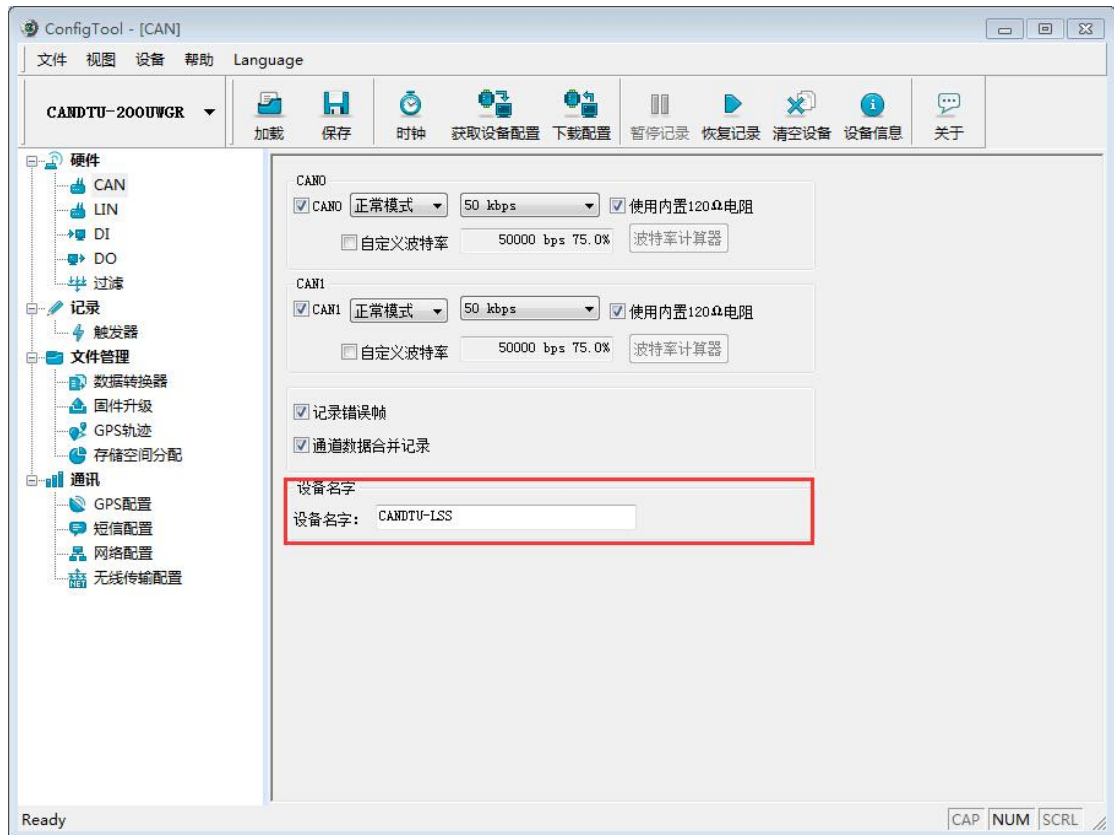 ConfigTool - [CAN]
文件 视图 设备 帮助 Language
CANDTU-200UWGR
加载 保存 时钟 获取设备配置 下载配置 暂停记录 恢复记录 清空设备 设备信息 关于
硬件
CAN
LIN
DI
DO
过滤
记录
触发器
文件管理
数据转换器
固件升级
GPS轨迹
存储空间分配
通讯
GPS配置
短信配置
网络配置
无线传输配置
CAN0
CAN0 正常模式 50 kbps 使用内置120Ω电阻
自定义波特率 50000 bps 75.0% 波特率计算器
CAN1
CAN1 正常模式 50 kbps 使用内置120Ω电阻
自定义波特率 50000 bps 75.0% 波特率计算器
记录错误帧
通道数据合并记录
设备名字
设备名字: CANDTU-LSS
Ready CAP NUM SCRL